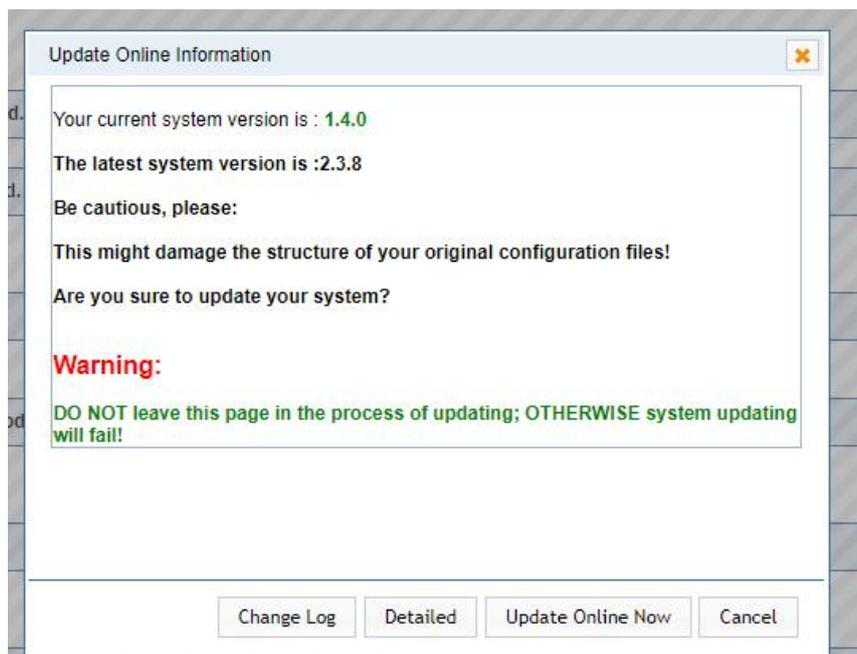 Update Online Information
d.
Your current system version is : 1.4.0
The latest system version is :2.3.8
d.
Be cautious, please:
This might damage the structure of your original configuration files!
Are you sure to update your system?
Warning:
od
DO NOT leave this page in the process of updating; OTHERWISE system updating
will fail!
Change Log
Detailed
Update Online Now
Cancel